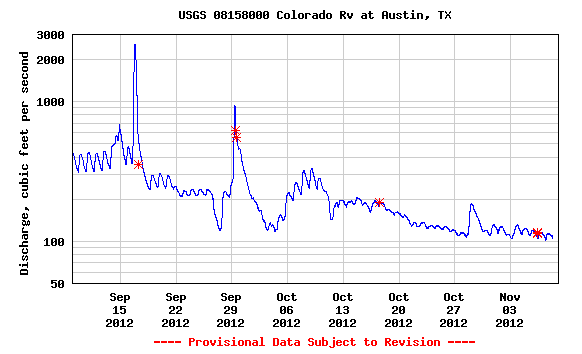 USGS 08158000 Colorado Rv at Austin, TX
Discharge, cubic feet per second
3000
2000
1000
100
50
Sep Sep Sep Oct Oct Oct Oct Nov
15 22 29 06 13 20 27 03
2012 2012 2012 2012 2012 2012 2012 2012
---- Provisional Data Subject to Revision ----